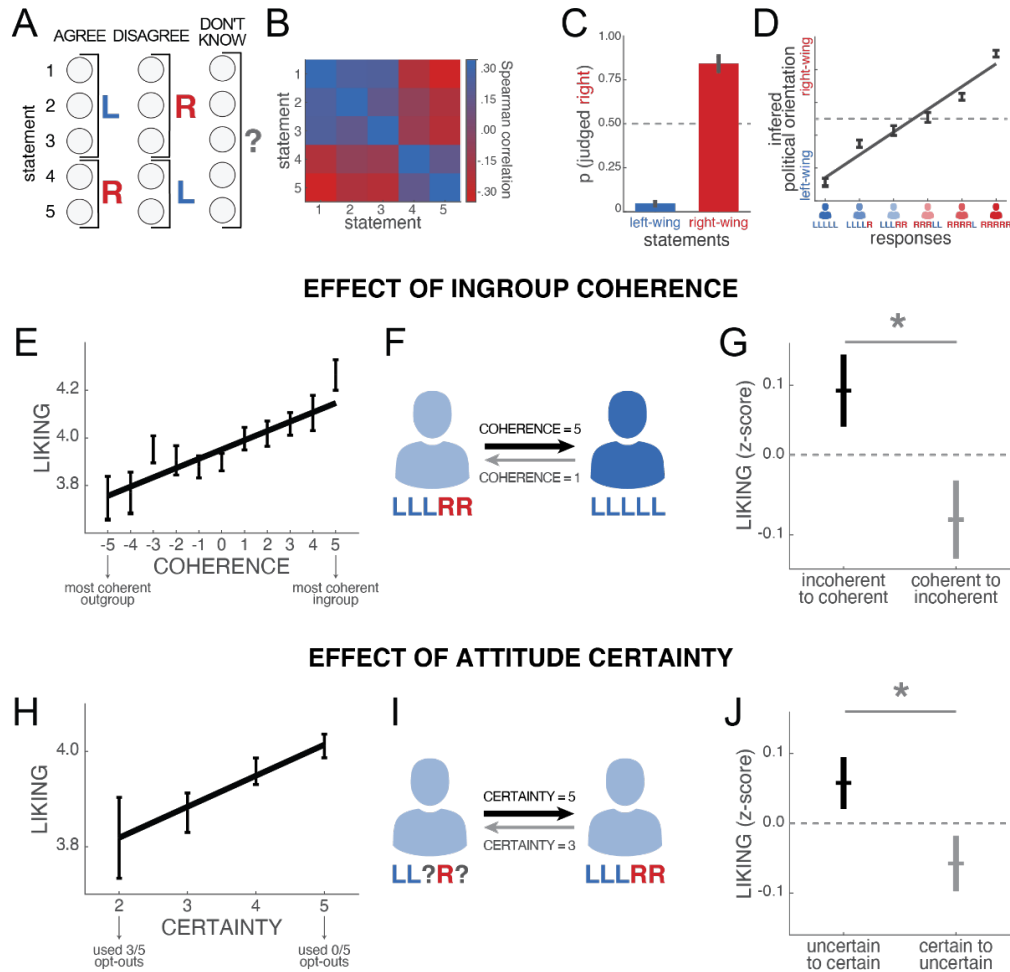 A
AGREE DISAGREE DON'T KNOW
statement
1
2
3
4
5
L
R
R
L
?
B
statement
1
2
3
4
5
1 2 3 4 5
statement
.30
.15
.00
-.15
-.30
Spearman correlation
C
p (judged right)
1.00
0.75
0.50
0.25
0
left-wing right-wing
statements
D
infered
political orientation
left-wing
right-wing
LLLLL LLLLR LLLRR RRRLL RRRRL RRRRR
responses
EFFECT OF INGROUP COHERENCE
E
LIKING
4.2
4.0
3.8
-5 -4 -3 -2 -1 0 1 2 3 4 5
COHERENCE
most coherent
outgroup
most coherent
ingroup
F
COHERENCE = 5
COHERENCE = 1
LLLRR
LLLLL
G
*
LIKING (z-score)
0.1
0.0
-0.1
incoherent
to coherent
coherent to
incoherent
EFFECT OF ATTITUDE CERTAINTY
H
LIKING
4.0
3.8
2 3 4 5
CERTAINTY
used 3/5
opt-outs
used 0/5
opt-outs
I
CERTAINTY = 5
CERTAINTY = 3
LL?R?
LLLRR
J
*
LIKING (z-score)
0.1
0.0
-0.1
uncertain
to certain
certain to
uncertain